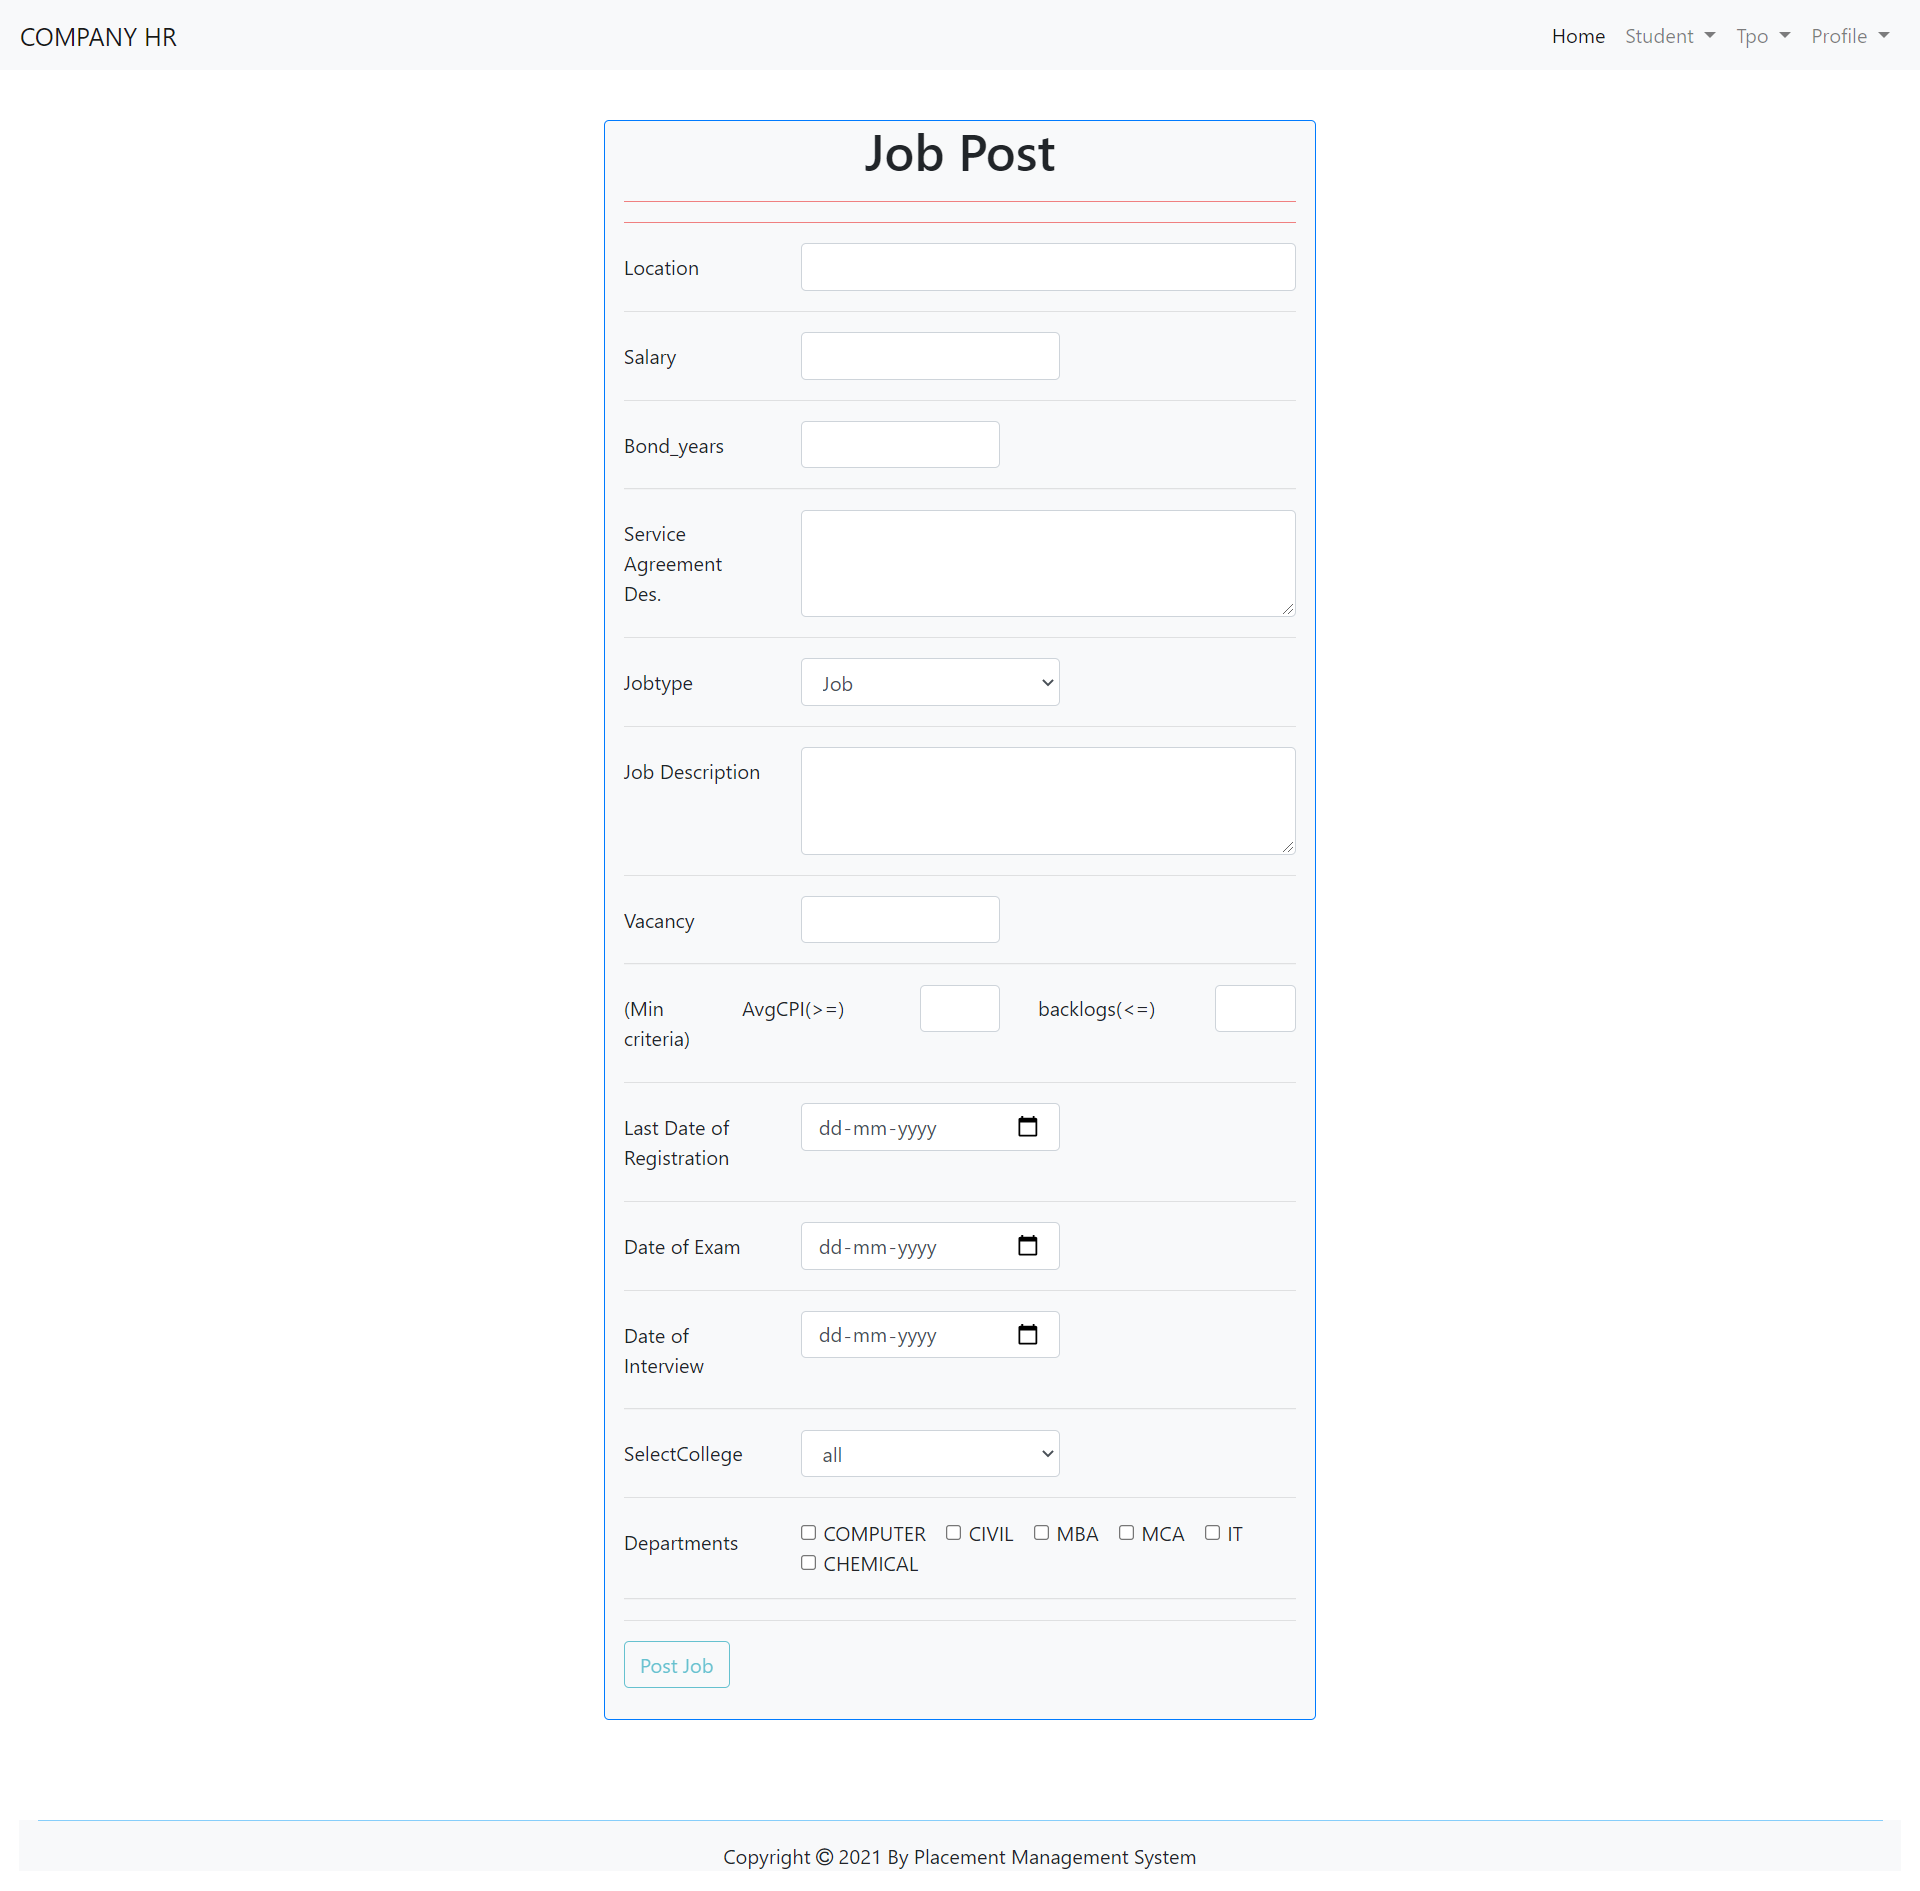 COMPANY HR
Home Student Tpo Profile
Job Post
Location
Salary
Bond_years
Service
Agreement
Des.
Jobtype Job
Job Description
Vacancy
(Min
criteria) AvgCPI(>=) backlogs(<=)
Last Date of
Registration dd-mm-yyyy
Date of Exam dd-mm-yyyy
Date of
Interview dd-mm-yyyy
SelectCollege all
Departments COMPUTER CIVIL MBA MCA IT
CHEMICAL
Post Job
Copyright © 2021 By Placement Management System